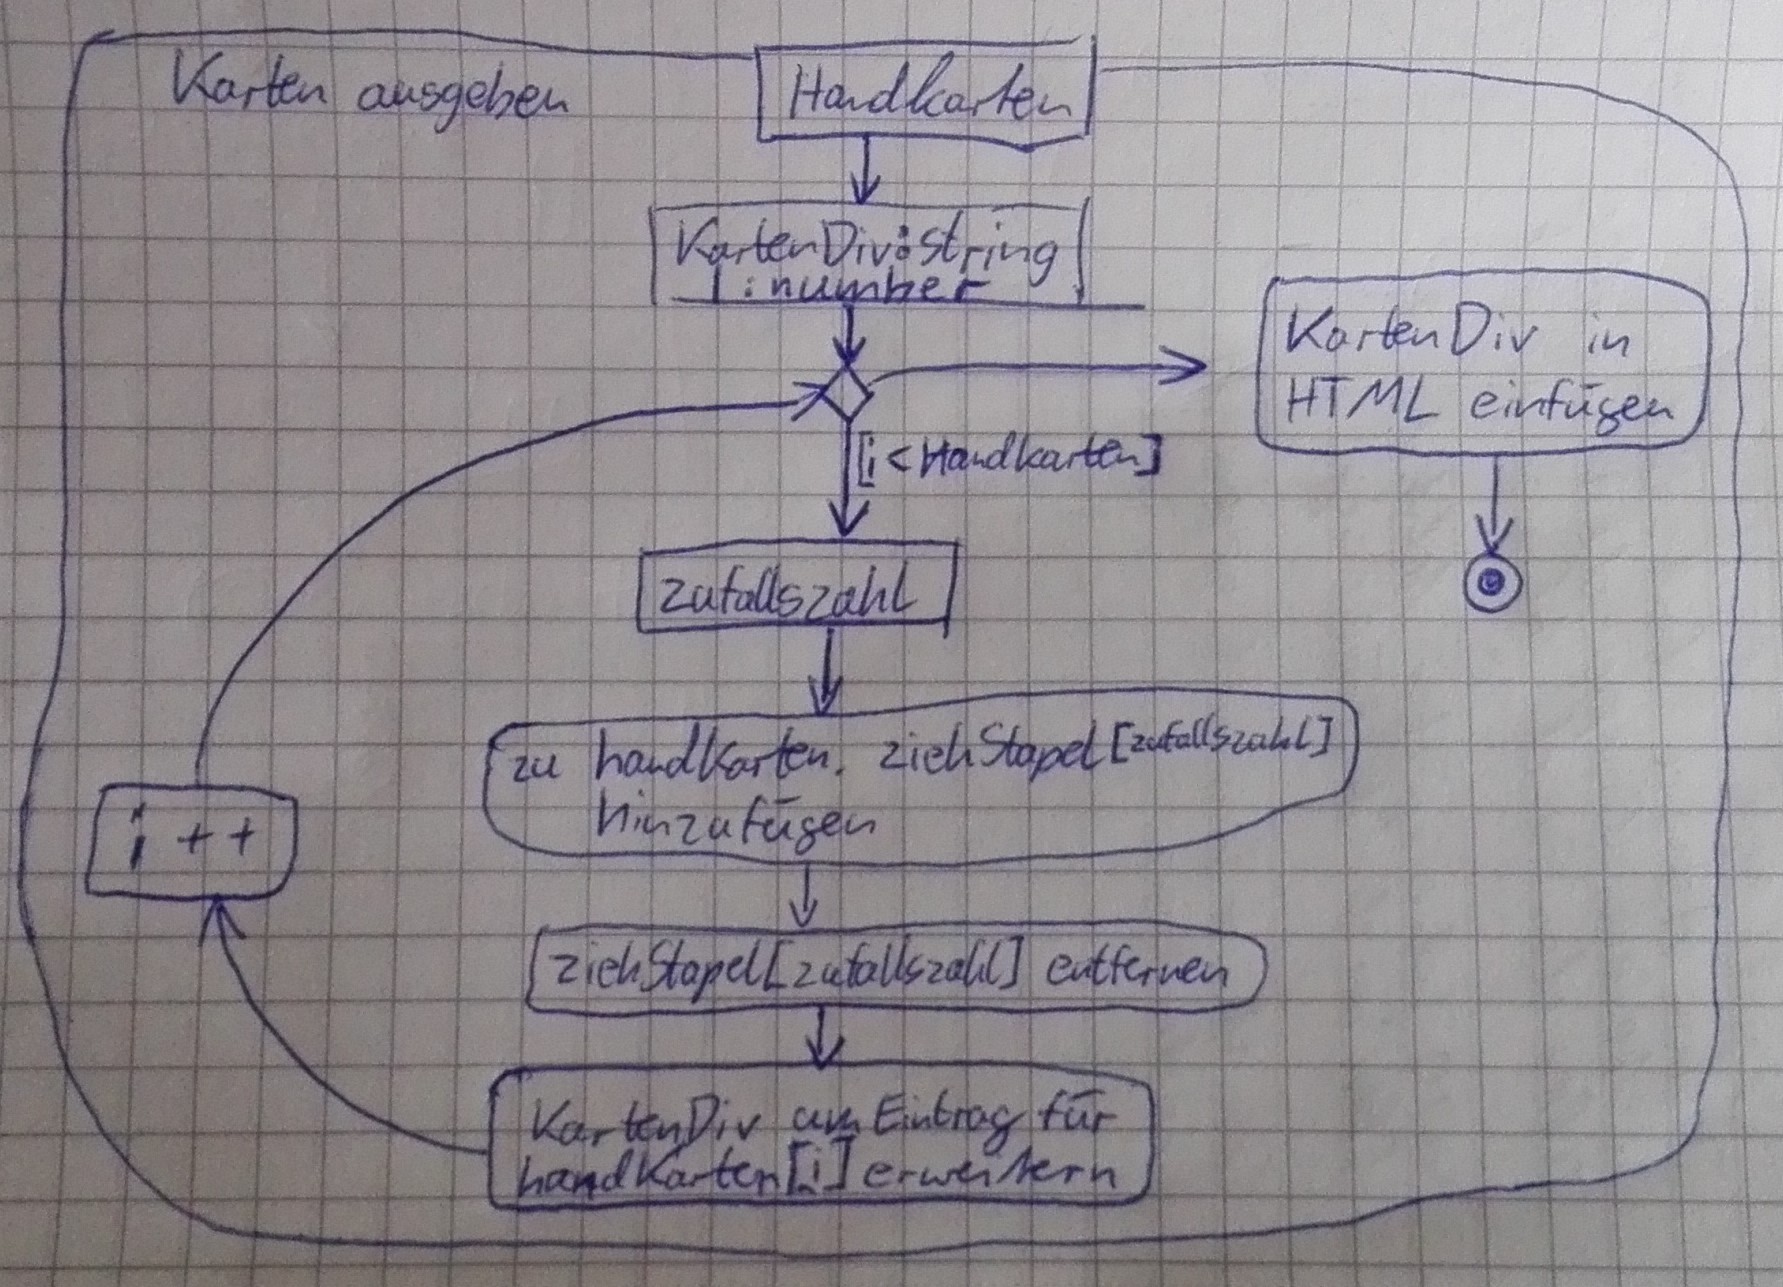 Karten ausgeben
Handkarten
KartenDiv:String
i:number
KartenDiv in
HTML einfügen
[i<Handkarten]
zufallszahl
zu handKarten. ziehStapel[zufallszahl]
hinzufügen
i++
ziehStapel[zufallszahl] entfernen
KartenDiv um Eintrag für
handKarten[i] erweitern